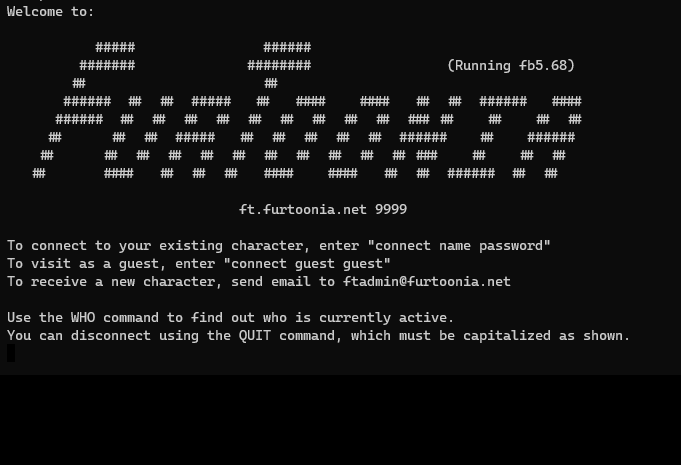 Welcome to:
FurToonia
(Running fb5.68)
ft.furtoonia.net 9999
To connect to your existing character, enter "connect name password"
To visit as a guest, enter "connect guest guest"
To receive a new character, send email to ftadmin@furtoonia.net
Use the WHO command to find out who is currently active.
You can disconnect using the QUIT command, which must be capitalized as shown.